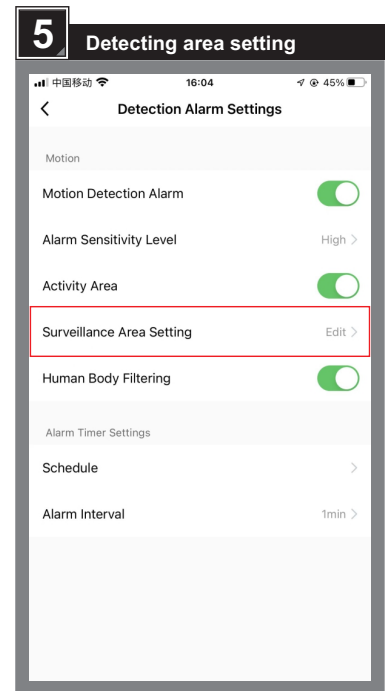 5 Detecting area setting
中国移动 16:04 45%
Detection Alarm Settings
Motion
Motion Detection Alarm
Alarm Sensitivity Level High >
Activity Area
Surveillance Area Setting Edit >
Human Body Filtering
Alarm Timer Settings
Schedule >
Alarm Interval 1min >